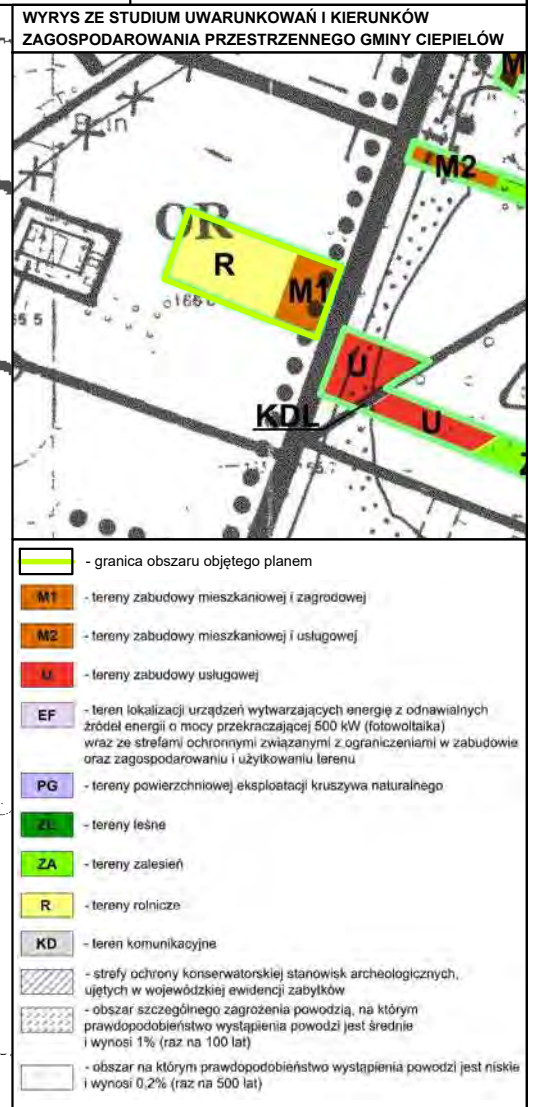 WYRYS ZE STUDIUM UWARUNKOWAŃ I KIERUNKÓW
ZAGOSPODAROWANIA PRZESTRZENNEGO GMINY CIEPIELÓW
M
M2
OR
R
M1
U
KDL
U
Z
- granica obszaru objętego planem
M1 - tereny zabudowy mieszkaniowej i zagrodowej
M2 - tereny zabudowy mieszkaniowej i usługowej
U - tereny zabudowy usługowej
EF - teren lokalizacji urządzeń wytwarzających energię z odnawialnych
źródeł energii o mocy przekraczającej 500 kW (fotowoltaika)
wraz ze strefami ochronnymi związanymi z ograniczeniami w zabudowie
oraz zagospodarowaniu i użytkowaniu terenu
PG - tereny powierzchniowej eksploatacji kruszywa naturalnego
ZL - tereny leśne
ZA - tereny zalesień
R - tereny rolnicze
KD - teren komunikacyjne
- strefy ochrony konserwatorskiej stanowisk archeologicznych,
ujętych w wojewódzkiej ewidencji zabytków
- obszar szczególnego zagrożenia powodzią, na którym
prawdopodobieństwo wystąpienia powodzi jest średnie
i wynosi 1% (raz na 100 lat)
- obszar na którym prawdopodobieństwo wystąpienia powodzi jest niskie
i wynosi 0,2% (raz na 500 lat)